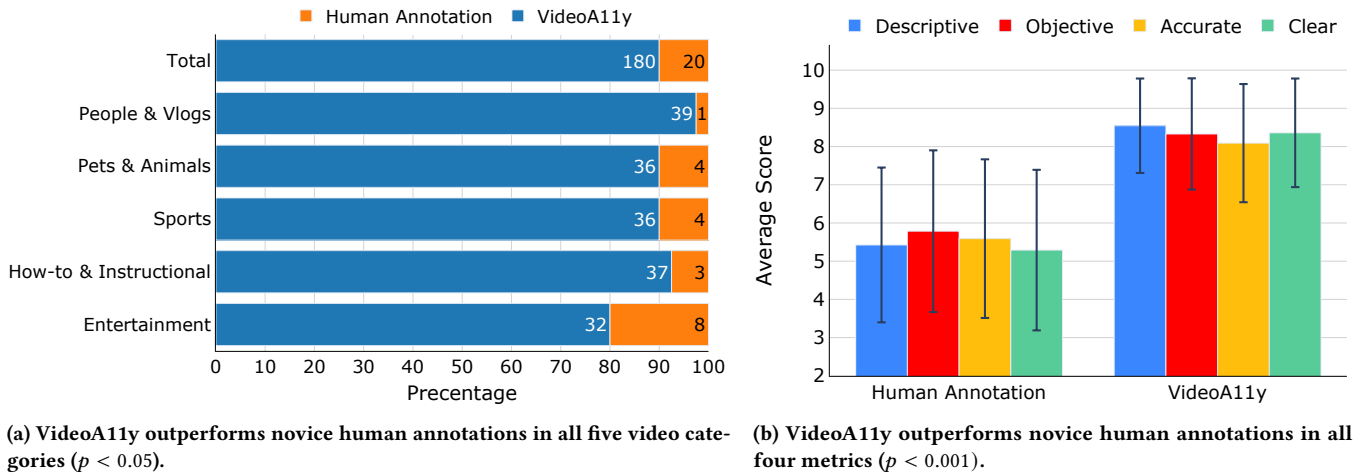 Human Annotation VideoA11y
Total 180 20
People & Vlogs 39 1
Pets & Animals 36 4
Sports 36 4
How-to & Instructional 37 3
Entertainment 32 8
0 10 20 30 40 50 60 70 80 90 100
Precentage
(a) VideoA11y outperforms novice human annotations in all five video cate-
gories (p < 0.05).
Descriptive Objective Accurate Clear
10
9
8
7
6
5
4
3
2
Average Score
Human Annotation VideoA11y
(b) VideoA11y outperforms novice human annotations in all
four metrics (p < 0.001).